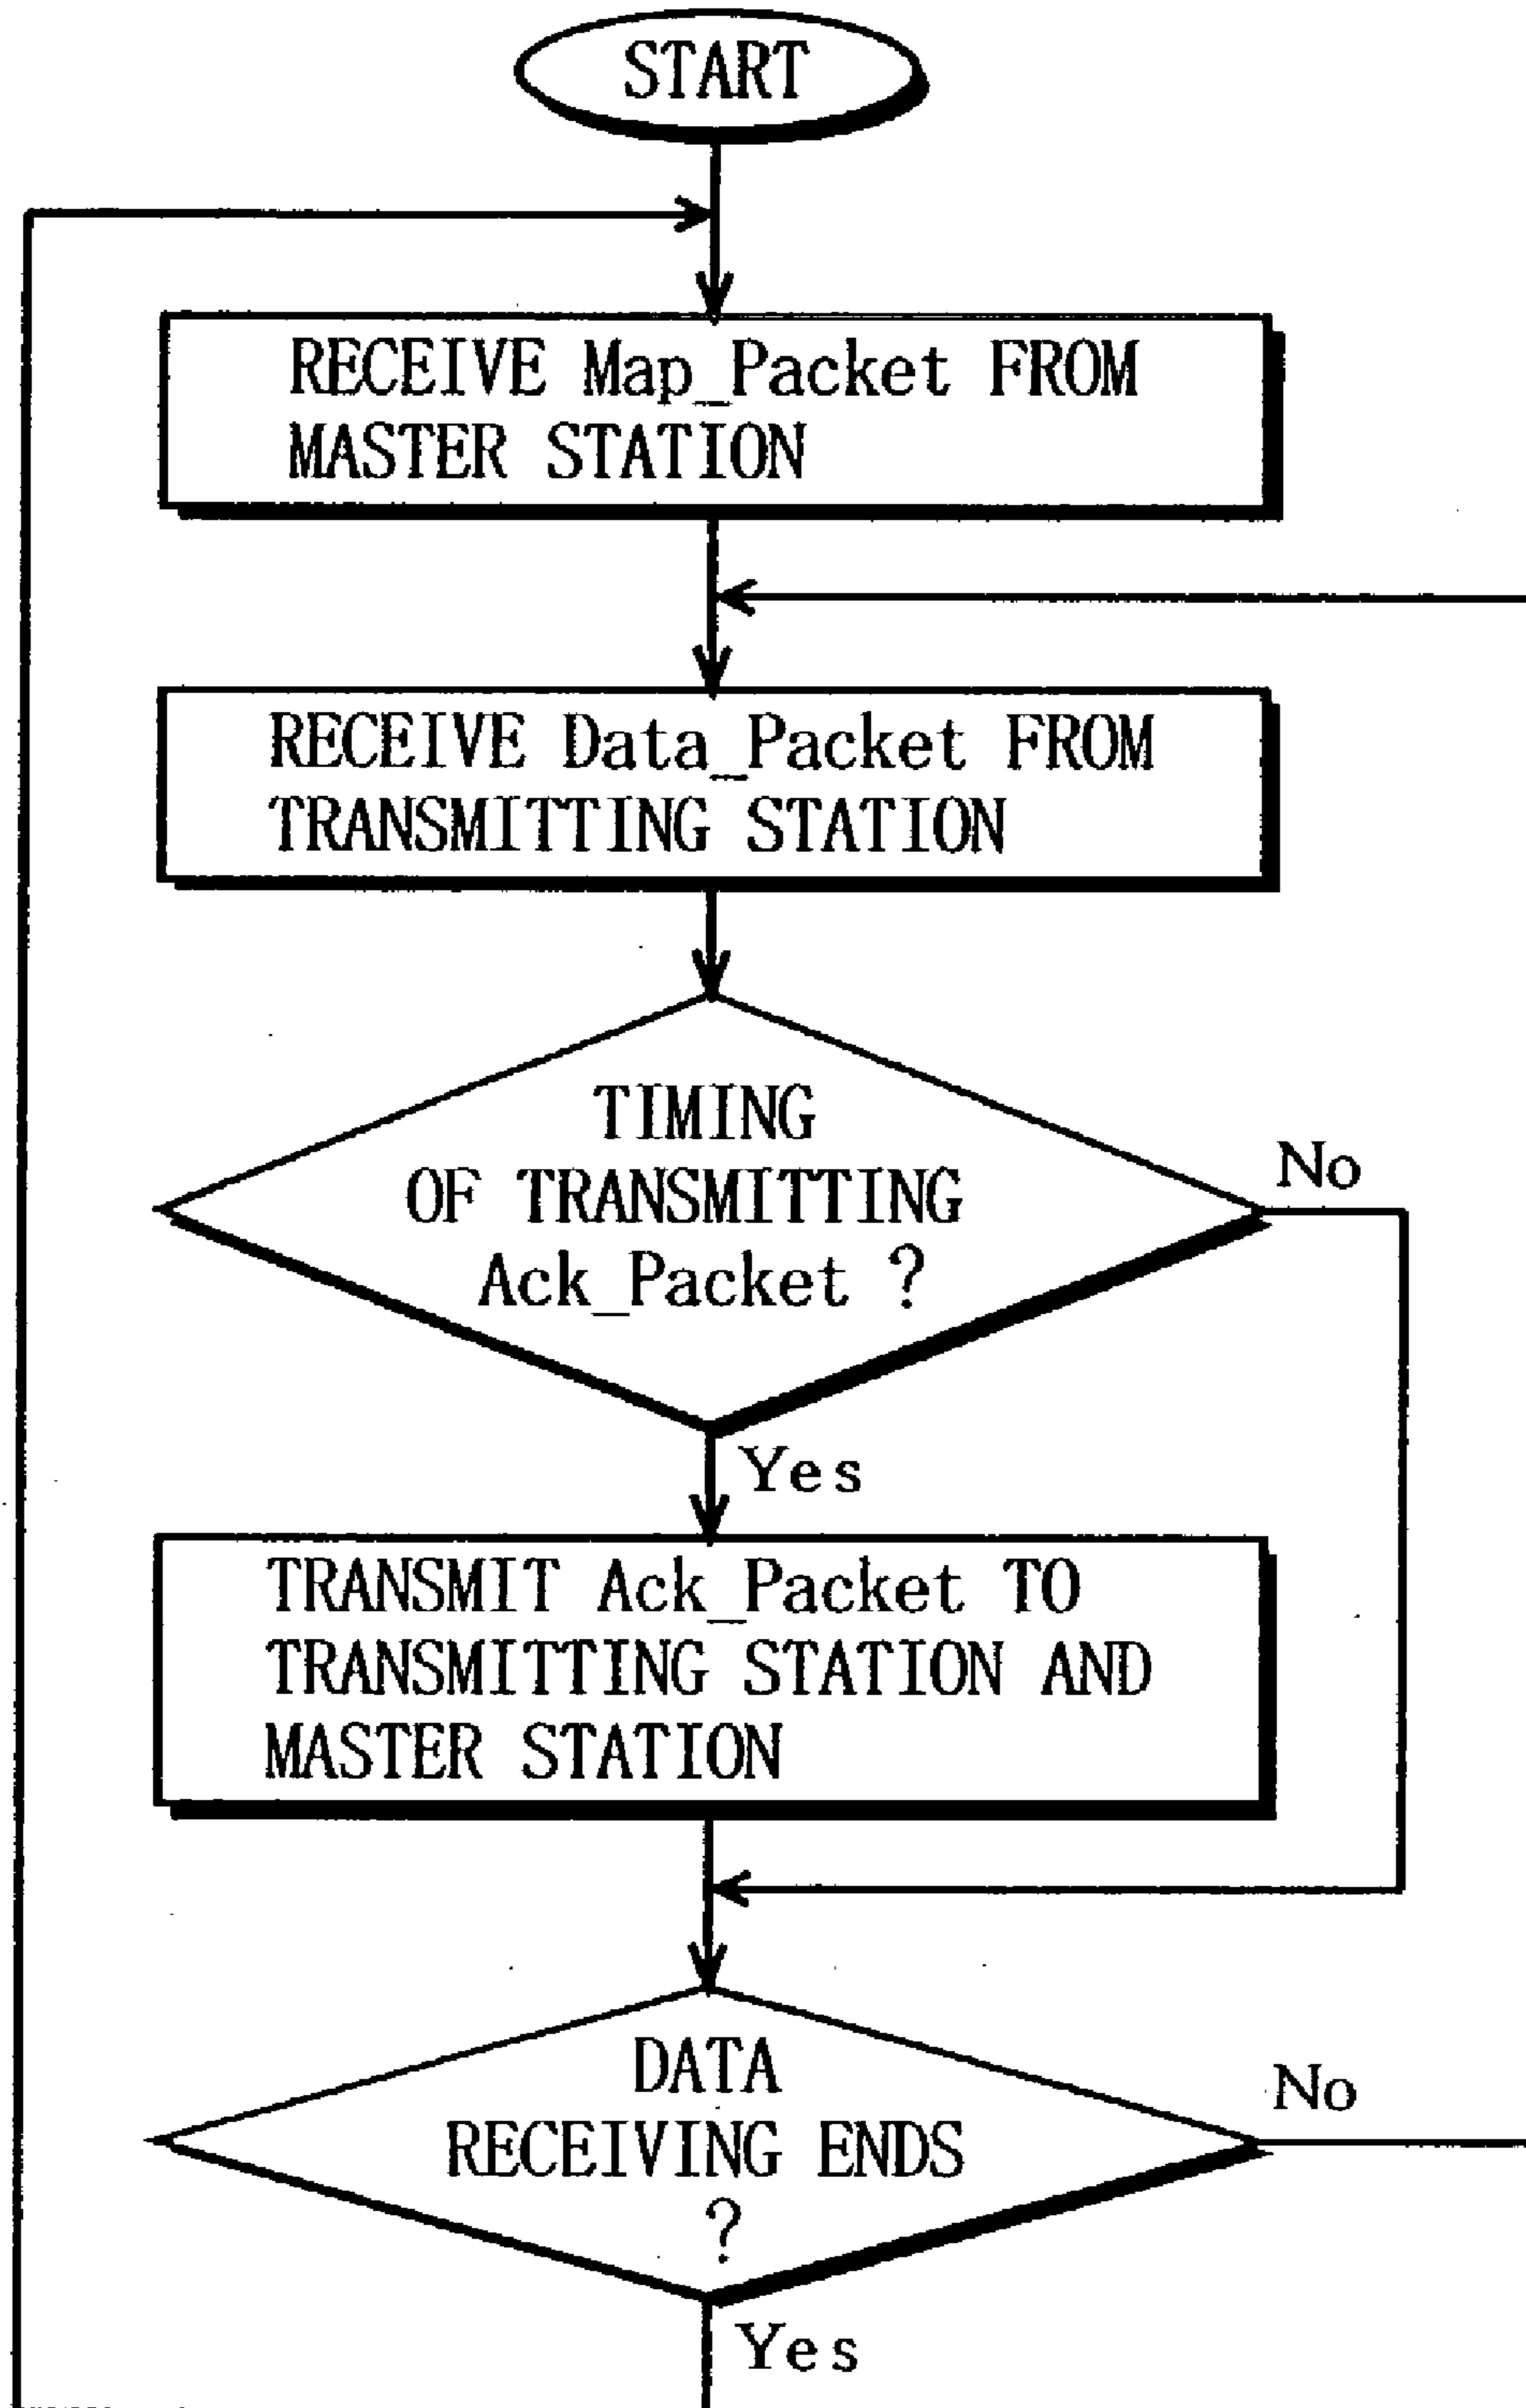 START
RECEIVE Map_Packet FROM
MASTER STATION
RECEIVE Data_Packet FROM
TRANSMITTING STATION
TIMING
OF TRANSMITTING
Ack_Packet ?
No
Yes
TRANSMIT Ack_Packet TO
TRANSMITTING STATION AND
MASTER STATION
DATA
RECEIVING ENDS
?
No
Yes